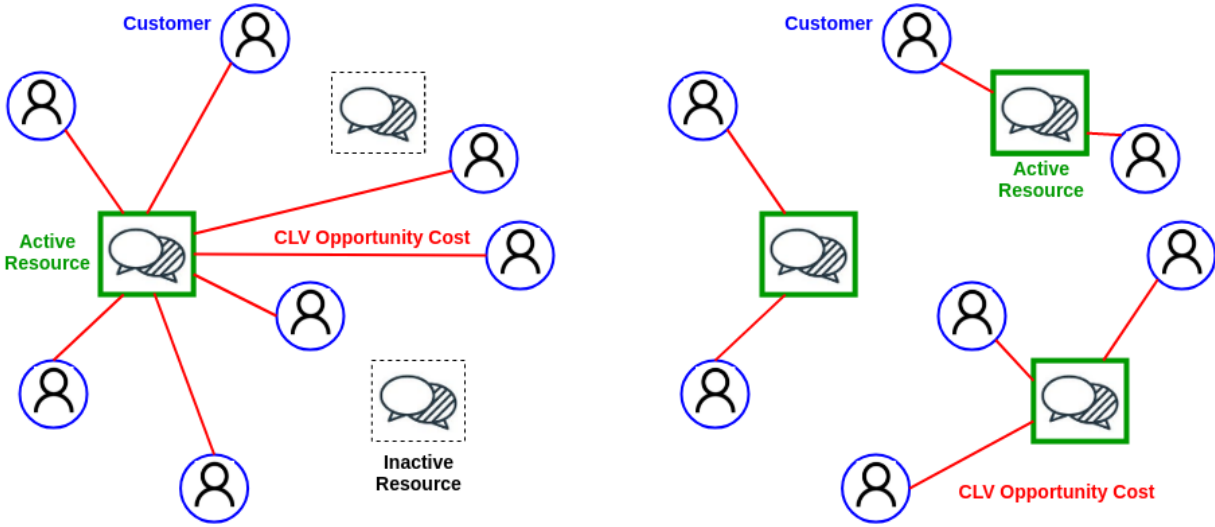 Customer
Active
Resource
CLV Opportunity Cost
Inactive
Resource
Customer
Active
Resource
CLV Opportunity Cost